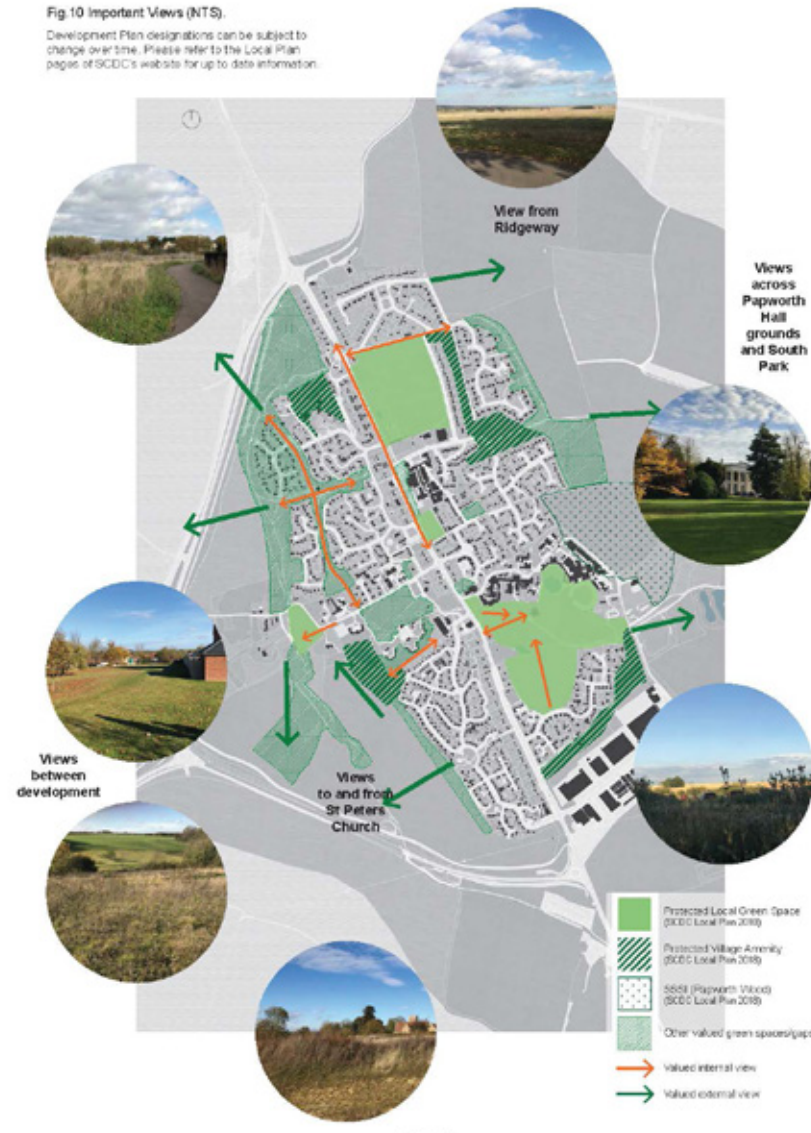 Fig.10 Important Views (NTS).
Development Plan designations can be subject to
change over time. Please refer to the Local Plan
pages of SCDC's website for up to date information.
View from
Ridgeway
Views
across
Papworth
Hall
grounds
and South
Park
Views
between
development
Views
to and from
St Peters
Church
Protected Local Green Space
(SCDC Local Plan 2018)
Protected Village Amenity
(SCDC Local Plan 2018)
SSSI (Papworth Wood)
(SCDC Local Plan 2018)
Other valued green spaces/gaps
Valued internal view
Valued external view